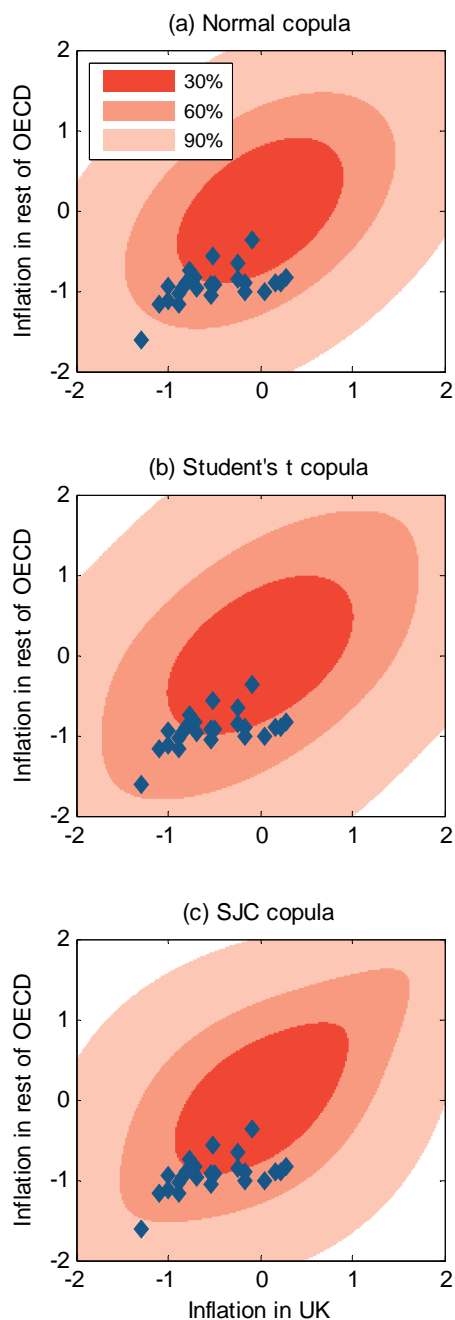 (a) Normal copula
2
1
0
-1
-2
Inflation in rest of OECD
30%
60%
90%
-2 -1 0 1 2
(b) Student's t copula
2
1
0
-1
-2
Inflation in rest of OECD
-2 -1 0 1 2
(c) SJC copula
2
1
0
-1
-2
Inflation in rest of OECD
-2 -1 0 1 2
Inflation in UK